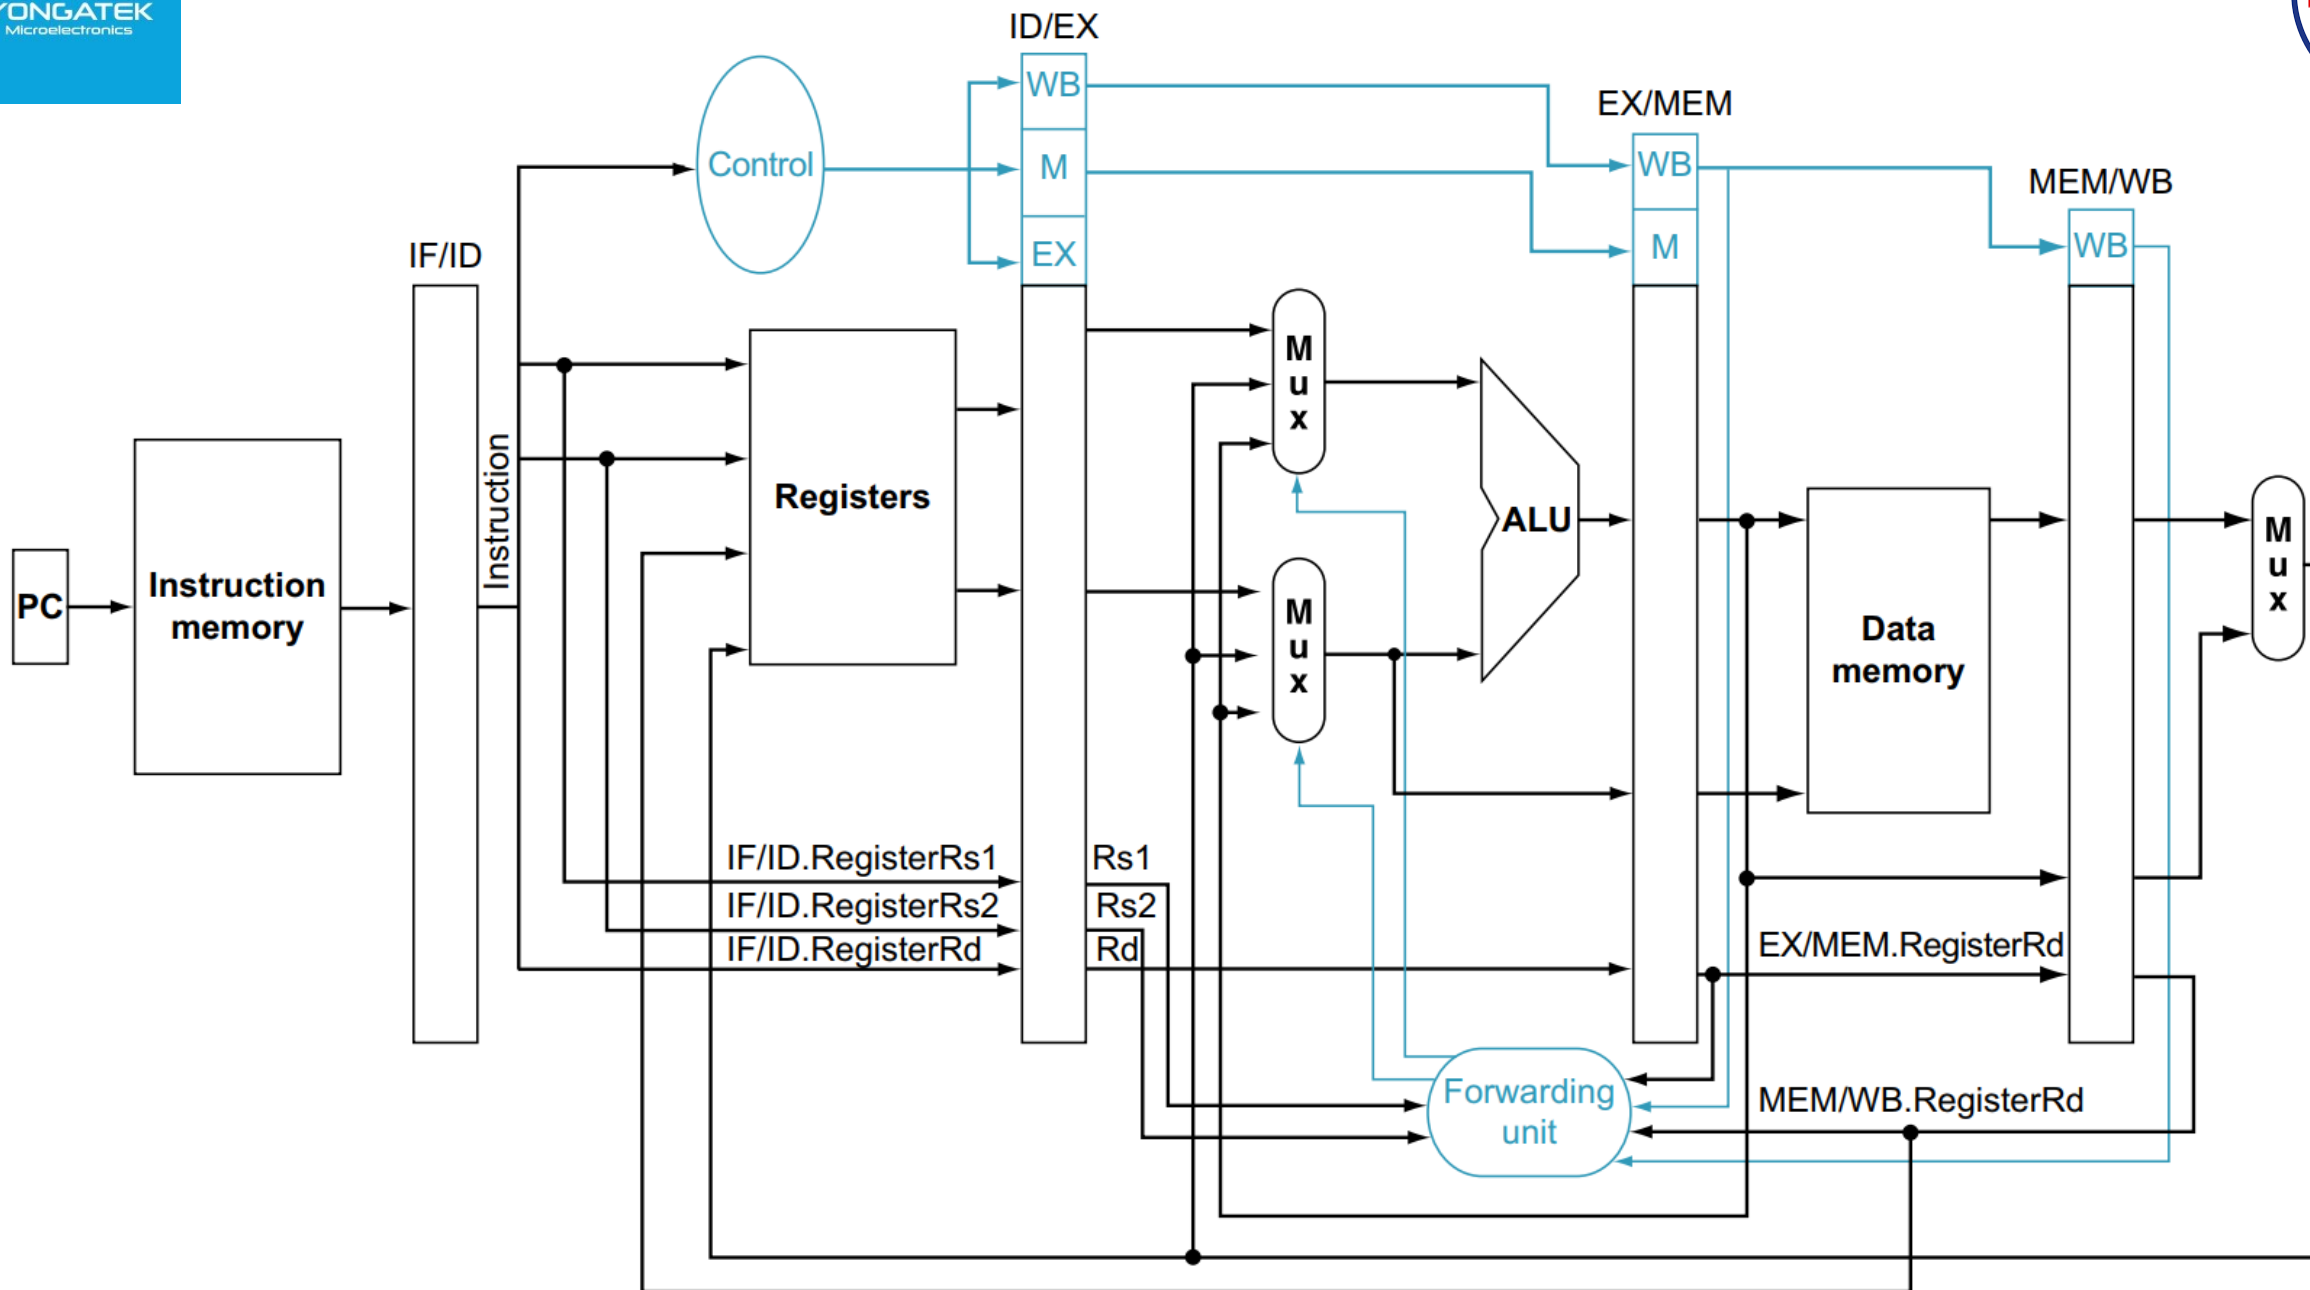 YONGATEK
Microelectronics
ID/EX
WB
M
EX
Control
EX/MEM
WB
M
MEM/WB
WB
IF/ID
Instruction
PC
Instruction
memory
Registers
M
u
x
M
u
x
ALU
Data
memory
M
u
x
IF/ID.RegisterRs1
IF/ID.RegisterRs2
IF/ID.RegisterRd
Rs1
Rs2
Rd
EX/MEM.RegisterRd
Forwarding
unit
MEM/WB.RegisterRd